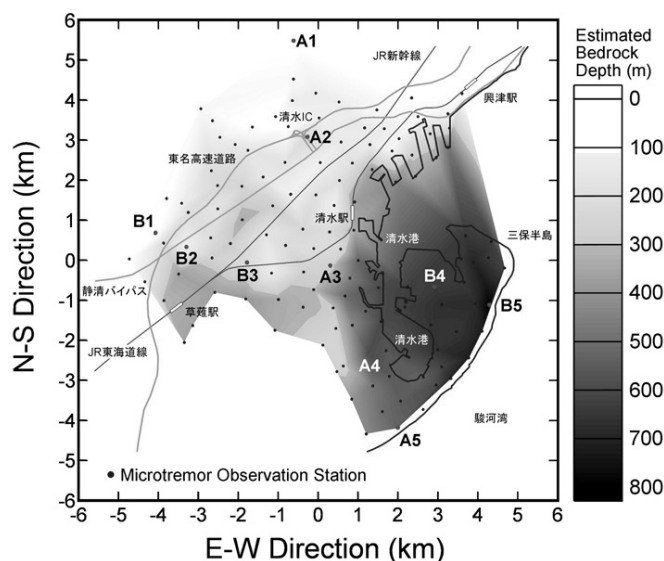 6
5
4
3
2
1
0
-1
-2
-3
-4
-5
-6
N-S Direction (km)
A1
JR新幹線
興津駅
清水IC
A2
東名高速道路
B1
清水駅
清水港
三保半島
B2
B3
A3
B4
静清バイパス
草薙駅
B5
清水港
JR東海道線
A4
駿河湾
A5
Microtremor Observation Station
-6 -5 -4 -3 -2 -1 0 1 2 3 4 5 6
E-W Direction (km)
Estimated
Bedrock
Depth (m)
0
100
200
300
400
500
600
700
800